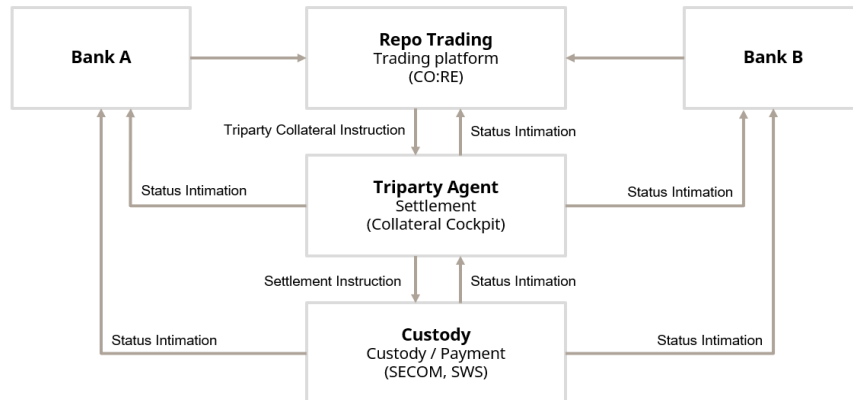 Bank A
Repo Trading
Trading platform
(CO:RE)
Bank B
Triparty Collateral Instruction
Status Intimation
Status Intimation
Triparty Agent
Settlement
(Collateral Cockpit)
Status Intimation
Settlement Instruction
Status Intimation
Status Intimation
Custody
Custody / Payment
(SECOM, SWS)
Status Intimation